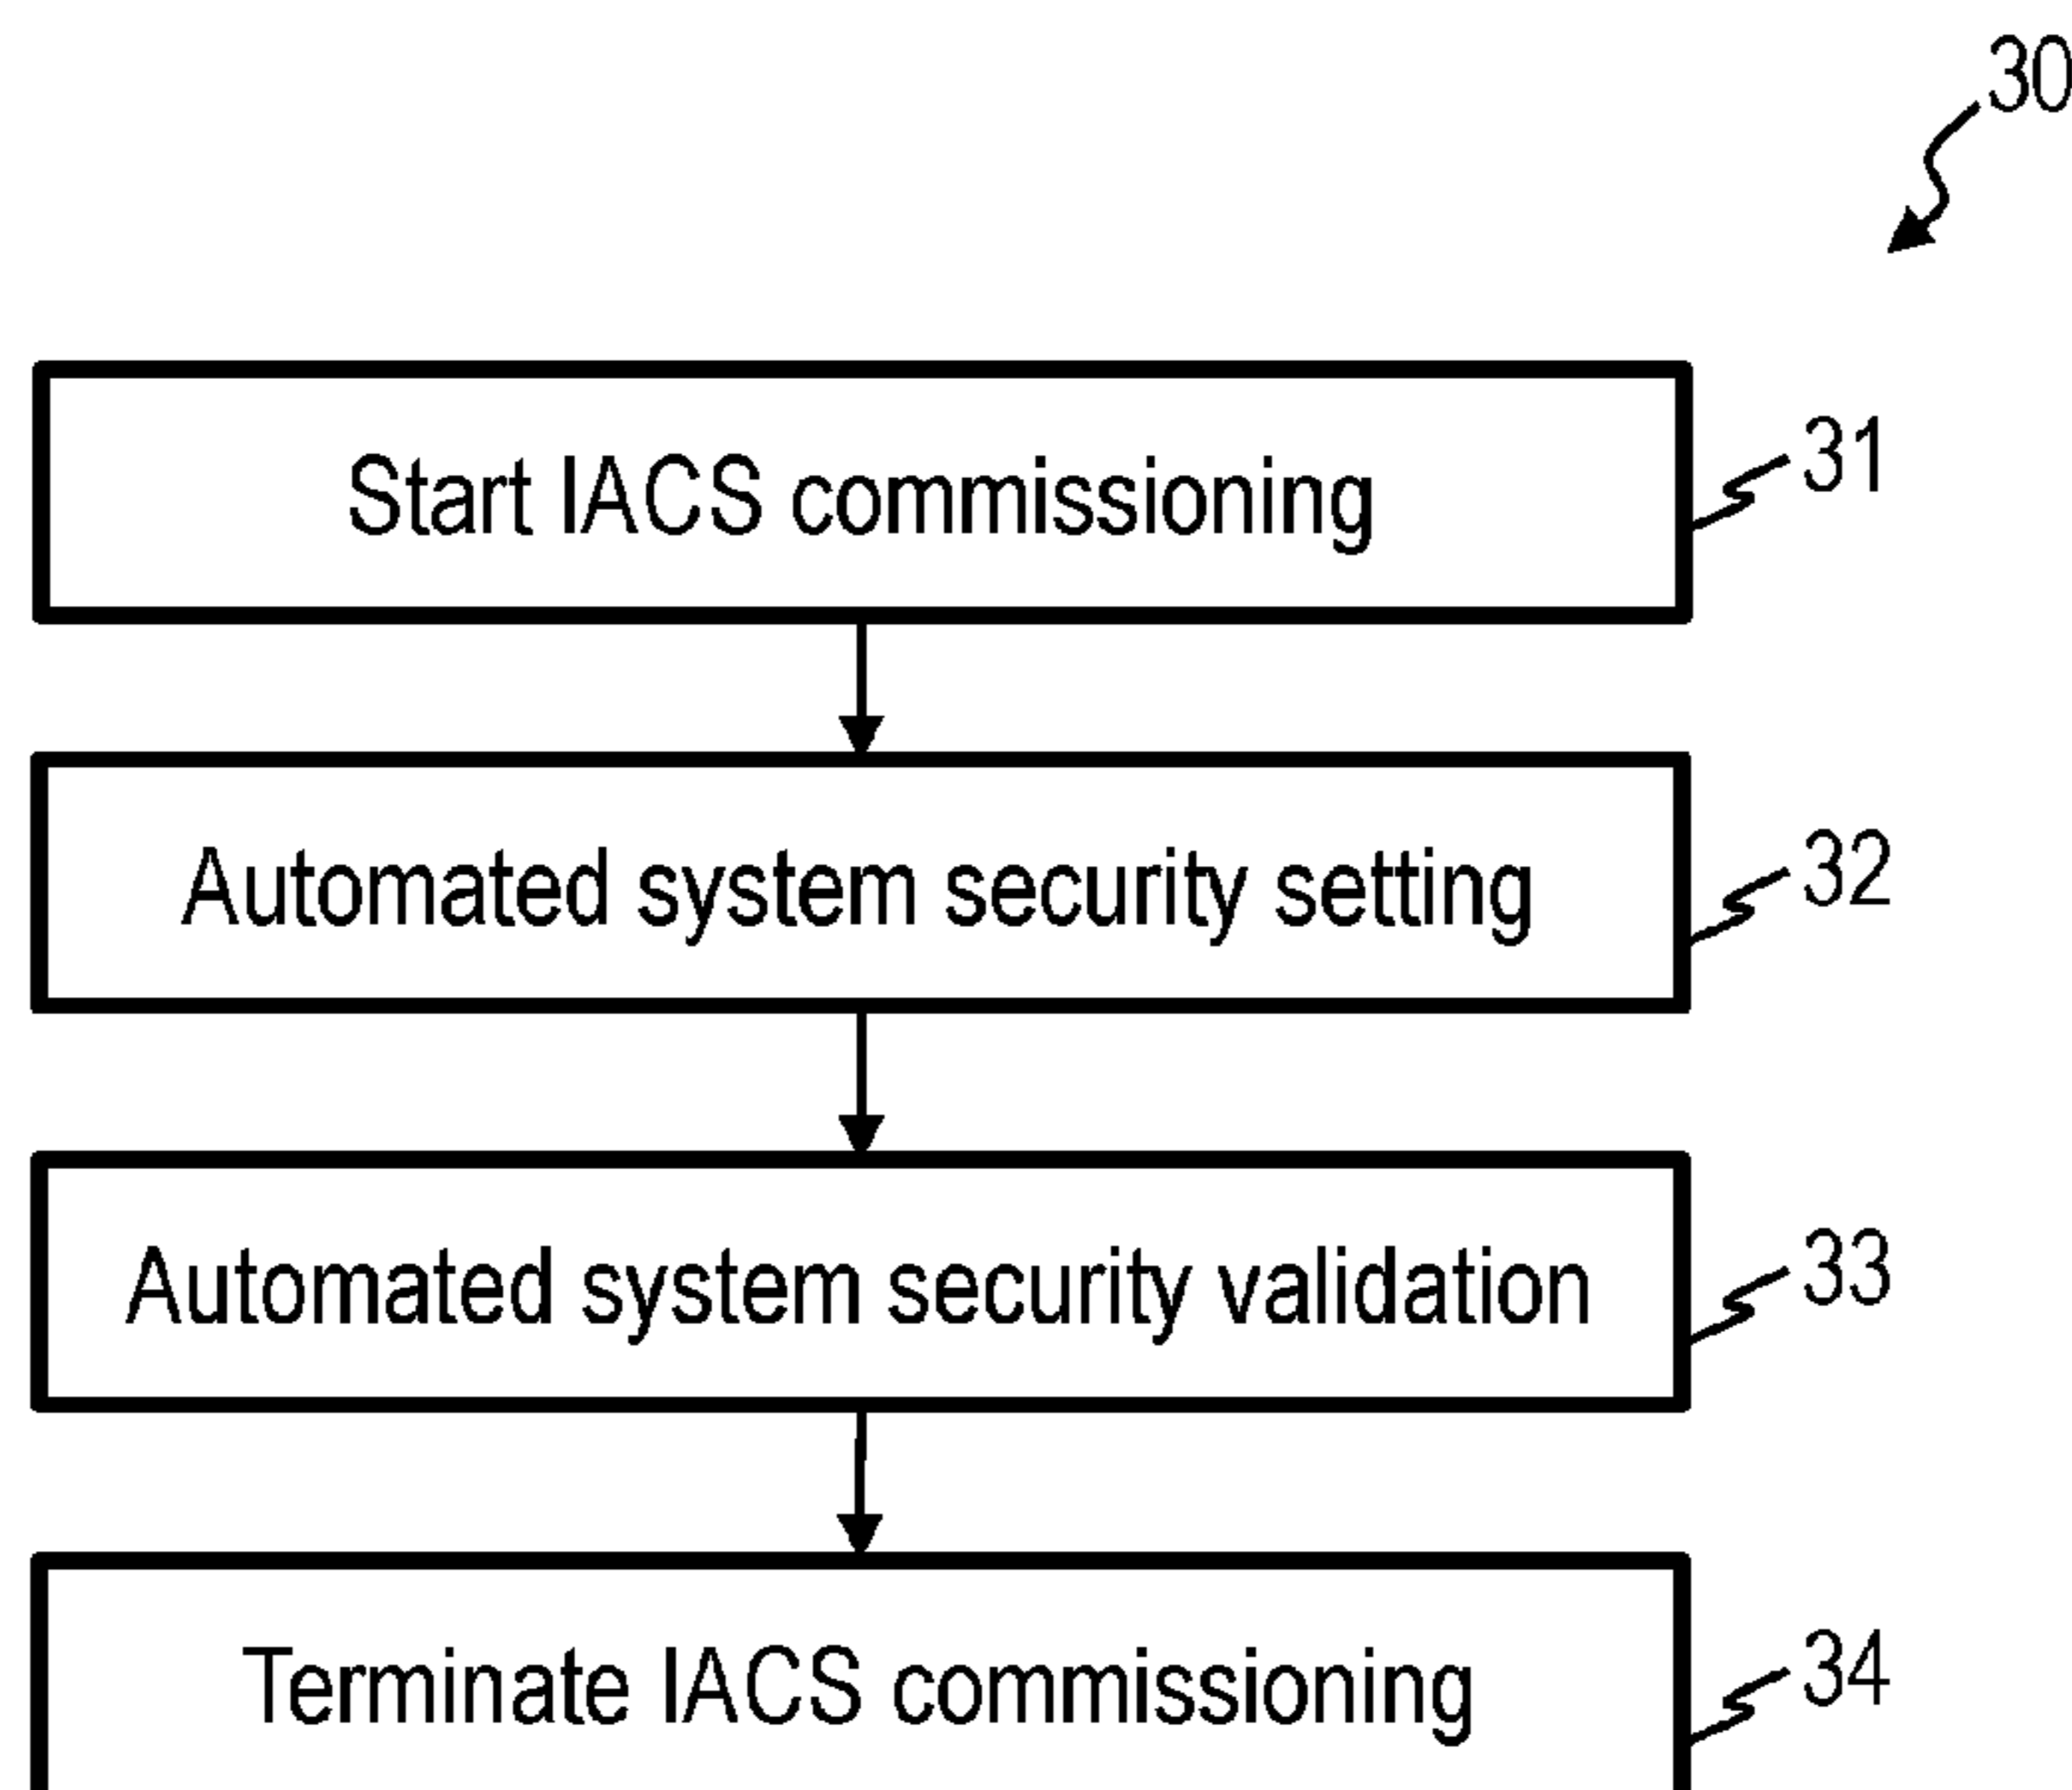 30
Start IACS commissioning
31
Automated system security setting
32
Automated system security validation
33
Terminate IACS commissioning
34